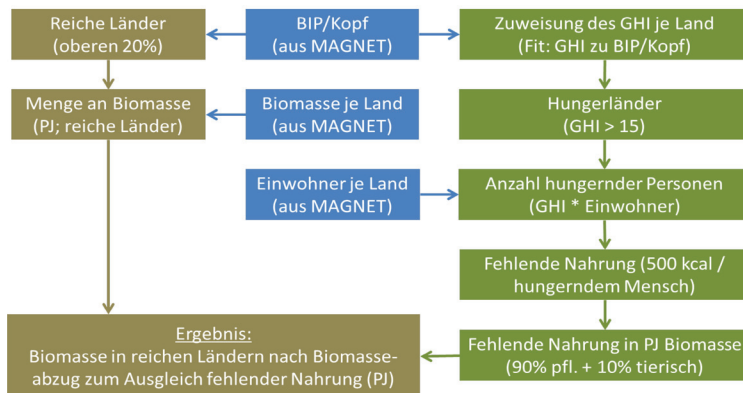 Reiche Länder
(oberen 20%)
BIP/Kopf
(aus MAGNET)
Zuweisung des GHI je Land
(Fit: GHI zu BIP/Kopf)
Menge an Biomasse
(PJ; reiche Länder)
Biomasse je Land
(aus MAGNET)
Hungerländer
(GHI > 15)
Einwohner je Land
(aus MAGNET)
Anzahl hungernder Personen
(GHI * Einwohner)
Fehlende Nahrung (500 kcal /
hungerndem Mensch)
Ergebnis:
Biomasse in reichen Ländern nach Biomasse-
abzug zum Ausgleich fehlender Nahrung (PJ)
Fehlende Nahrung in PJ Biomasse
(90% pfl. + 10% tierisch)